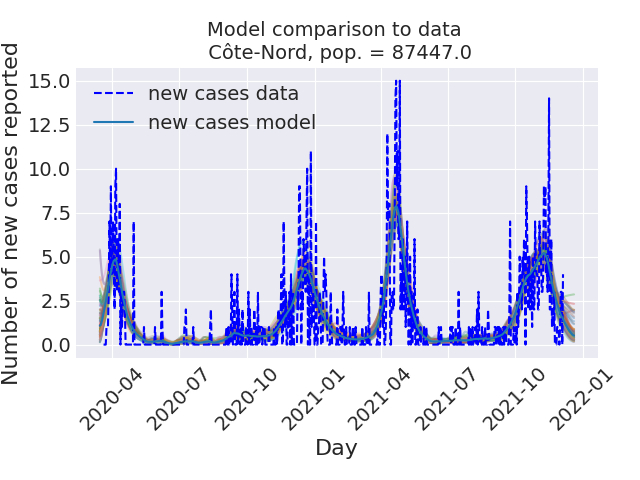 Model comparison to data
Côte-Nord, pop. = 87447.0
Number of new cases reported
15.0
12.5
10.0
7.5
5.0
2.5
0.0
new cases data
new cases model
2020-04
2020-07
2020-10
2021-01
2021-04
2021-07
2021-10
2022-01
Day